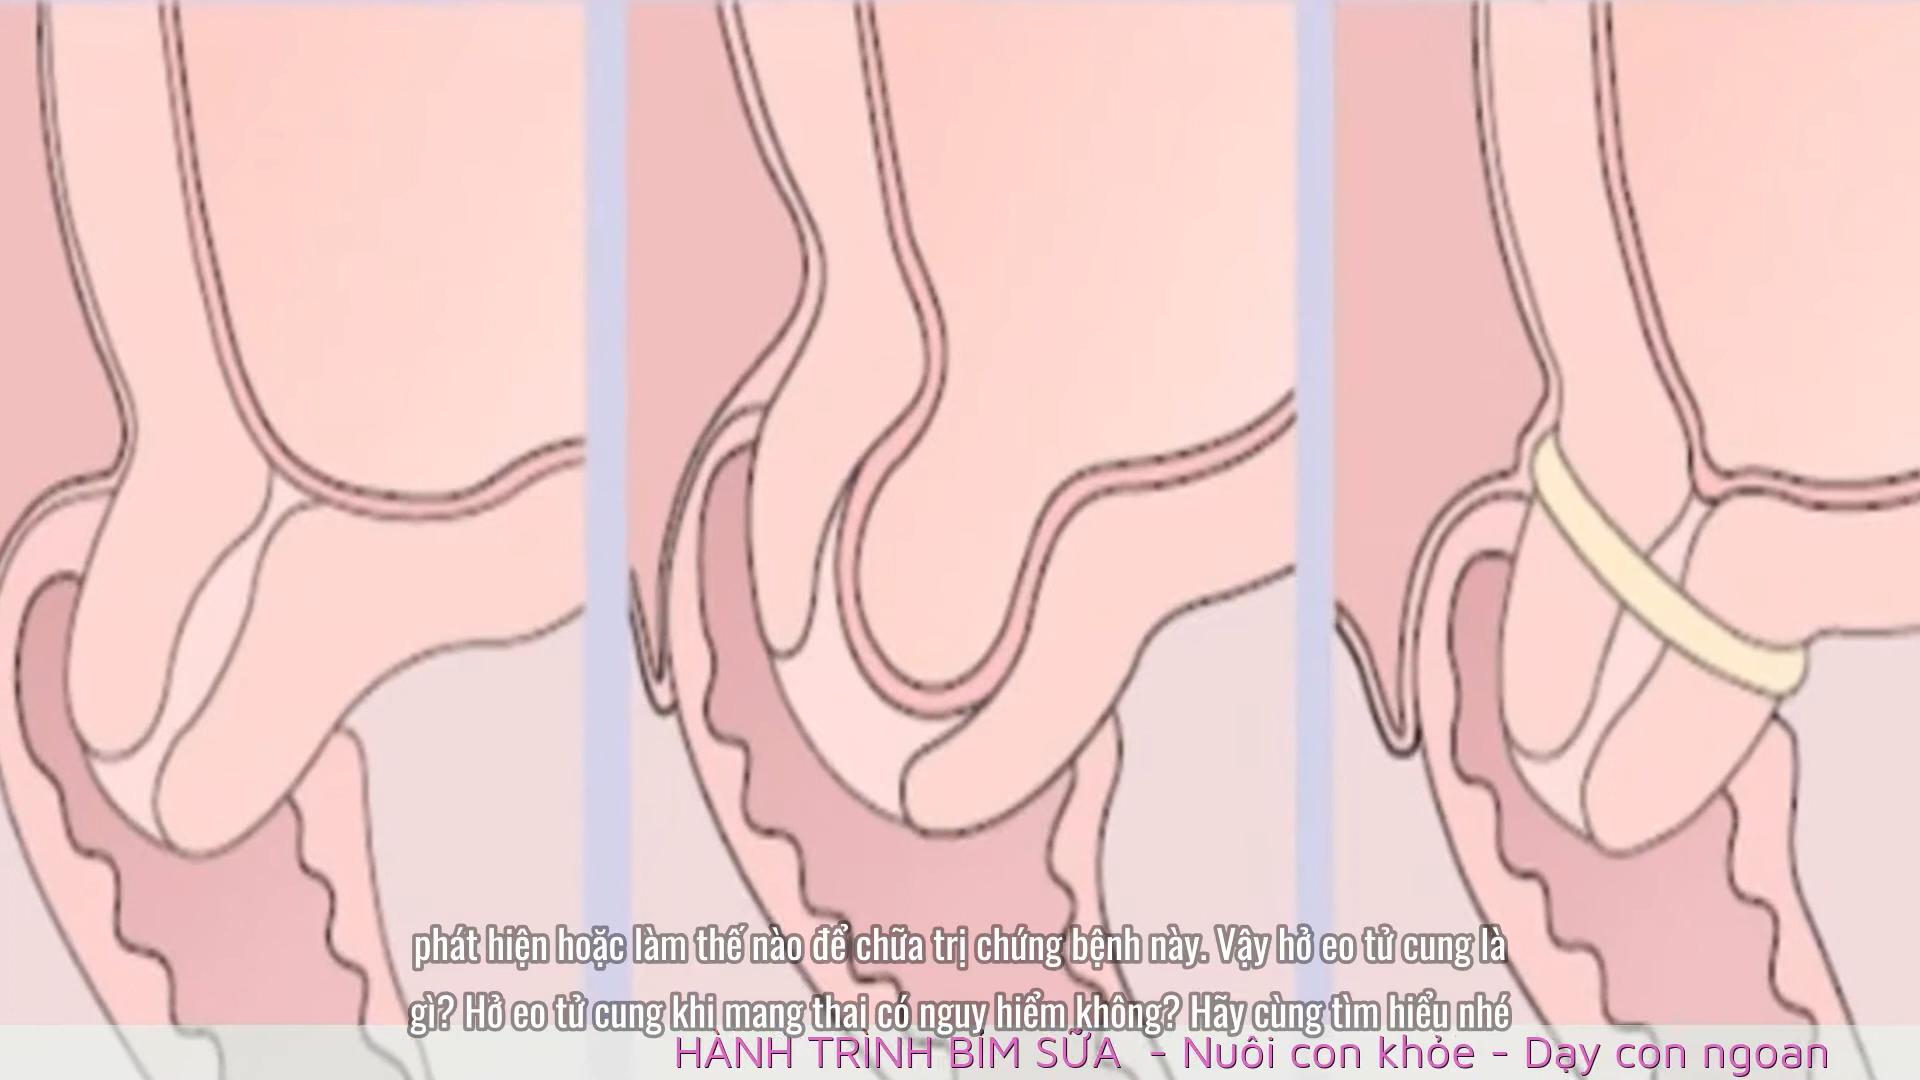 phát hiện hoặc làm thế nào để chữa trị chứng bệnh này. Vậy hở eo tử cung là
gì? Hở eo tử cung khi mang thai có nguy hiểm không? Hãy cùng tìm hiểu nhé
HÀNH TRÌNH BỈM SỮA - Nuôi con khỏe - Dạy con ngoan